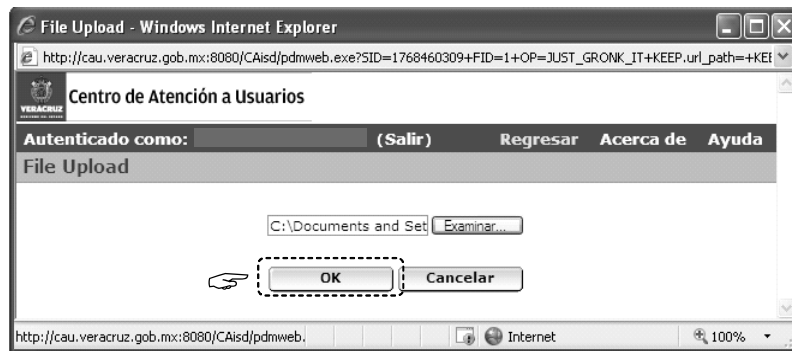 File Upload - Windows Internet Explorer
http://cau.veracruz.gob.mx:8080/CAisd/pdmweb.exe?SID=1768460309+FID=1+OP=JUST_GRONK_IT+KEEP.url_path=+KEE
VERACRUZ
Centro de Atención a Usuarios
Autenticado como: (Salir) Regresar Acerca de Ayuda
File Upload
C:\Documents and Set Examinar...
OK Cancelar
http://cau.veracruz.gob.mx:8080/CAisd/pdmweb. Internet 100%